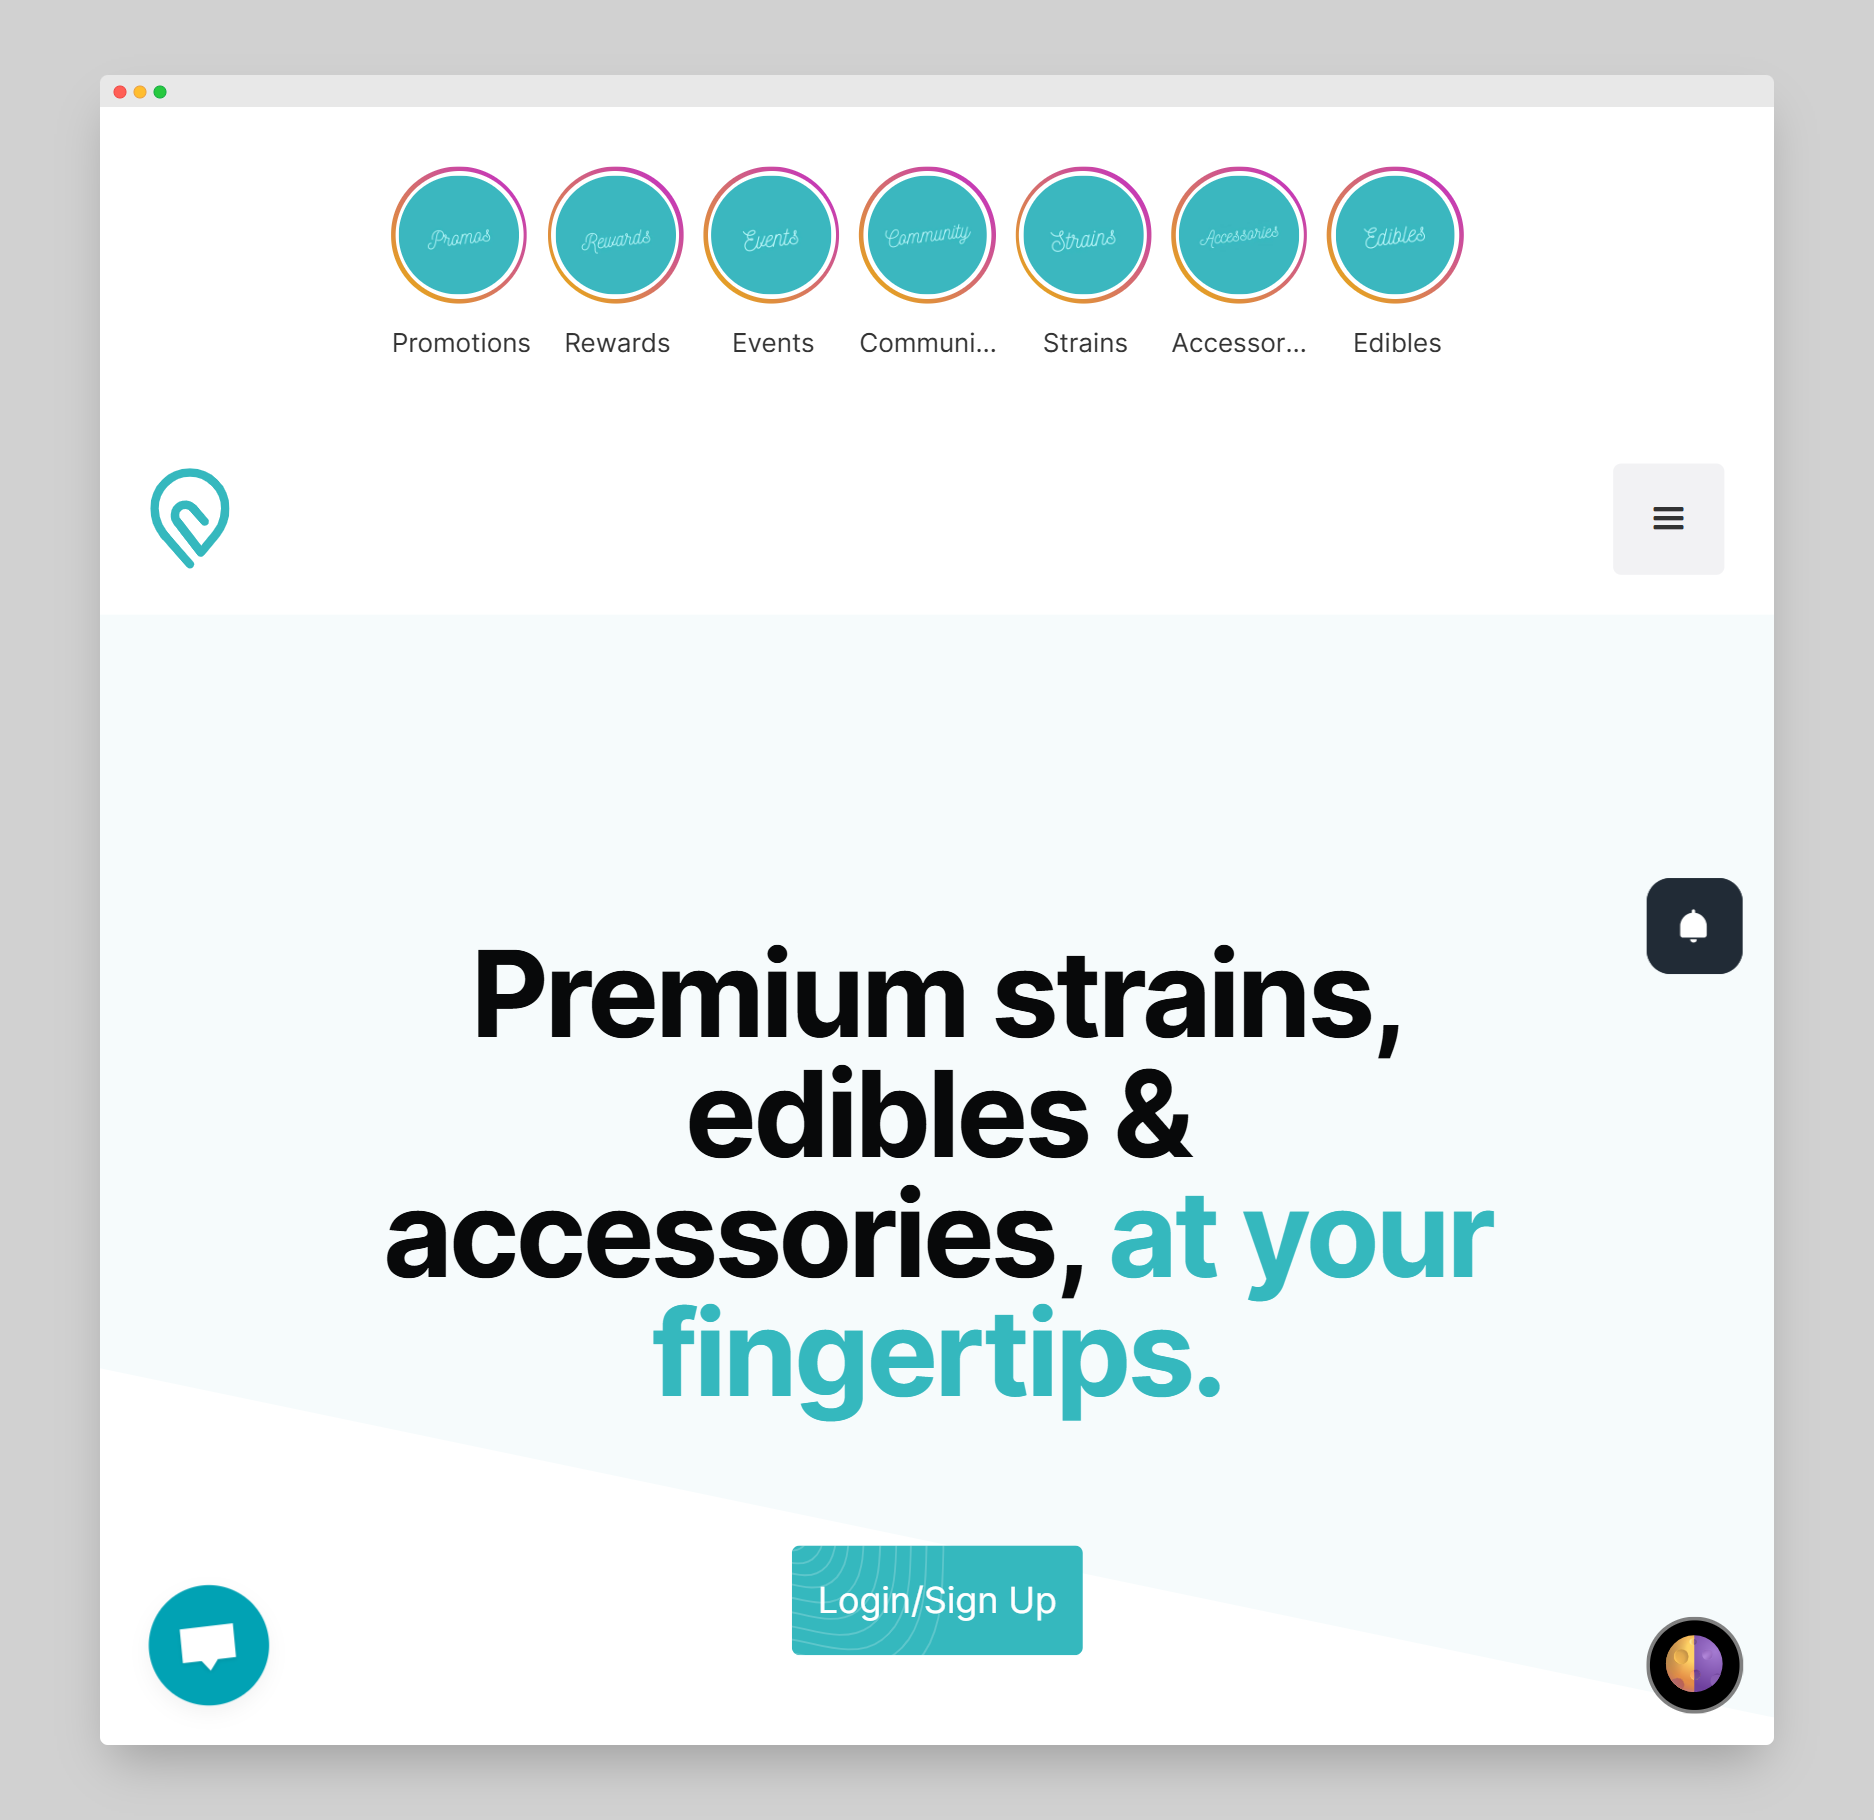 Promos Rewards Events Community Strains Accessories Edibles
Promotions Rewards Events Communi... Strains Accessor... Edibles
Premium strains,
edibles &
accessories, at your
fingertips.
Login/Sign Up